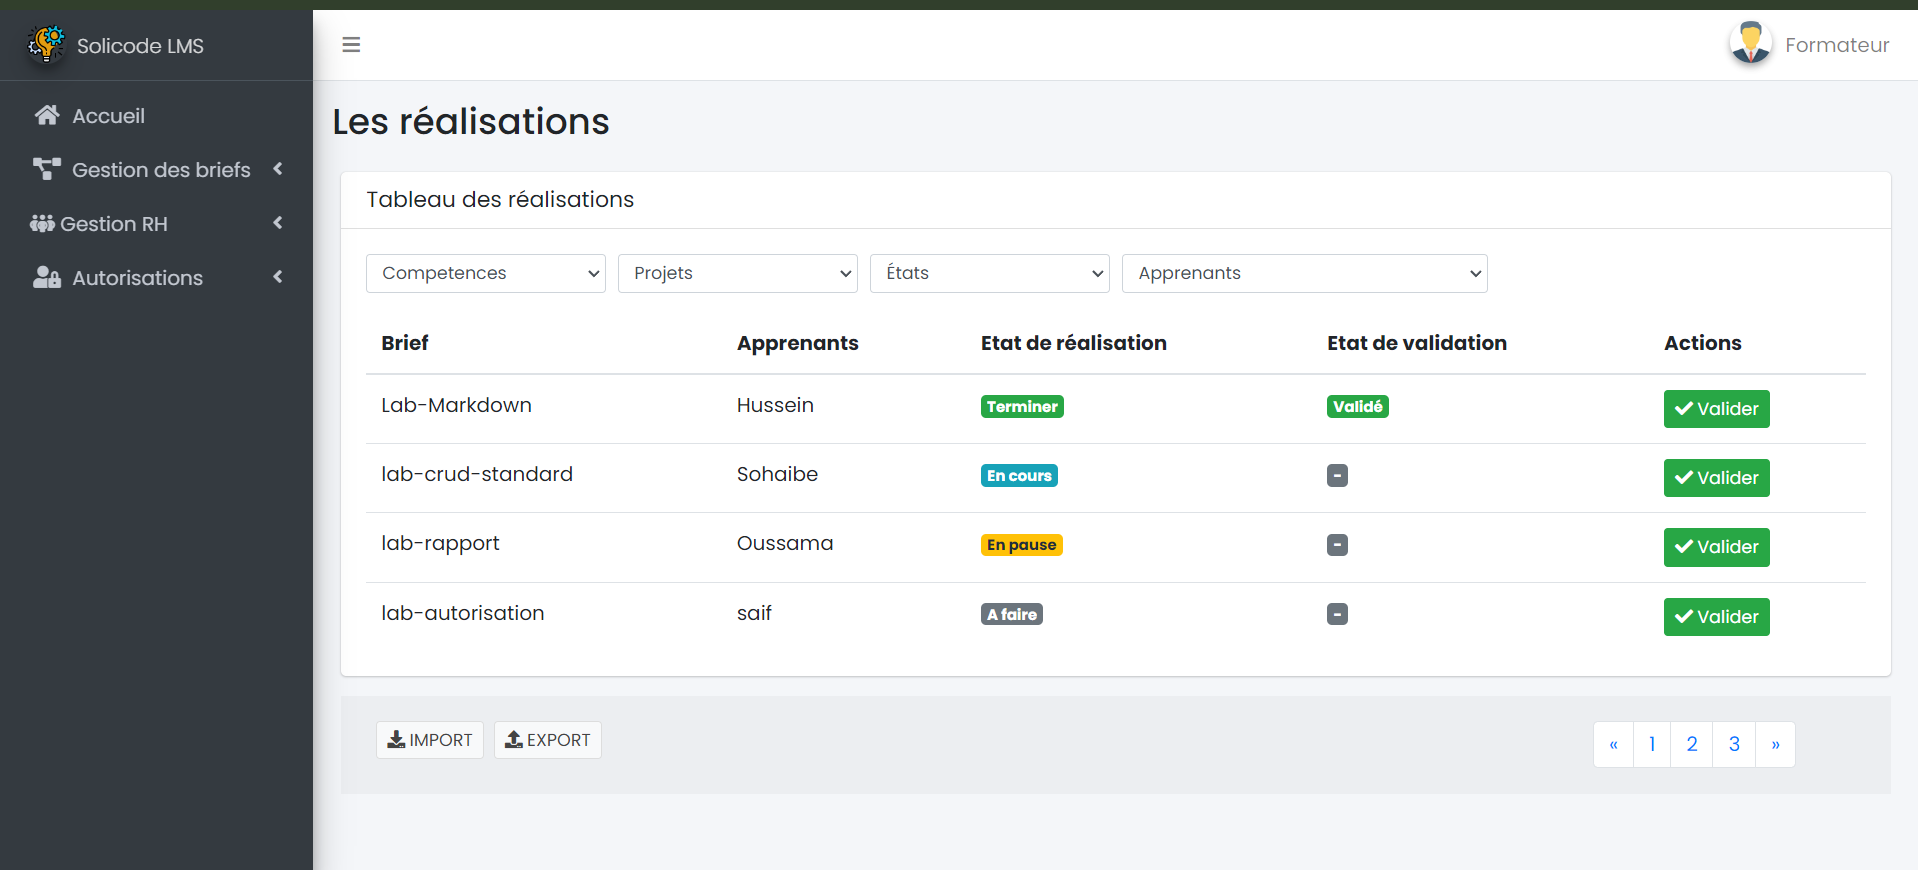 Solicode LMS
Formateur
Accueil
Gestion des briefs
Gestion RH
Autorisations
Les réalisations
Tableau des réalisations
Competences Projets États Apprenants
Brief Apprenants Etat de réalisation Etat de validation Actions
Lab-Markdown Hussein Terminer Validé Valider
lab-crud-standard Sohaibe En cours - Valider
lab-rapport Oussama En pause - Valider
lab-autorisation saif A faire - Valider
IMPORT EXPORT « 1 2 3 »